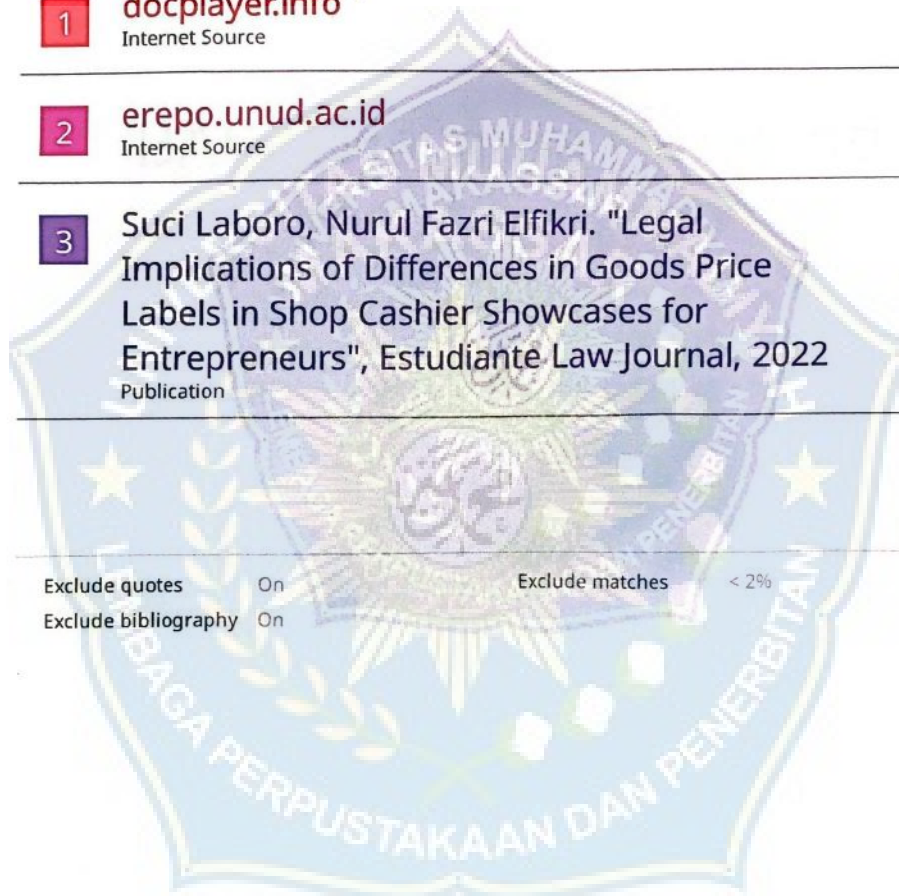 1
docplayer.info
Internet Source
2
erepo.unud.ac.id
Internet Source
3
Suci Laboro, Nurul Fazri Elfikri. "Legal
Implications of Differences in Goods Price
Labels in Shop Cashier Showcases for
Entrepreneurs", Estudiante Law Journal, 2022
Publication
Exclude quotes On
Exclude matches < 2%
Exclude bibliography On
LEMBAGA PERPUSTAKAAN DAN PENERBITAN